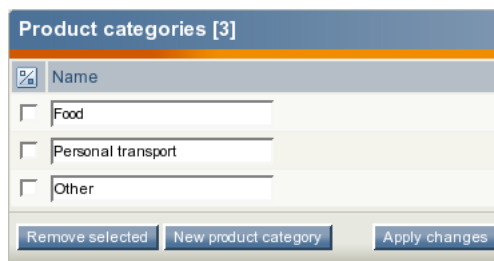 Product categories [3]
Name
Food
Personal transport
Other
Remove selected New product category Apply changes